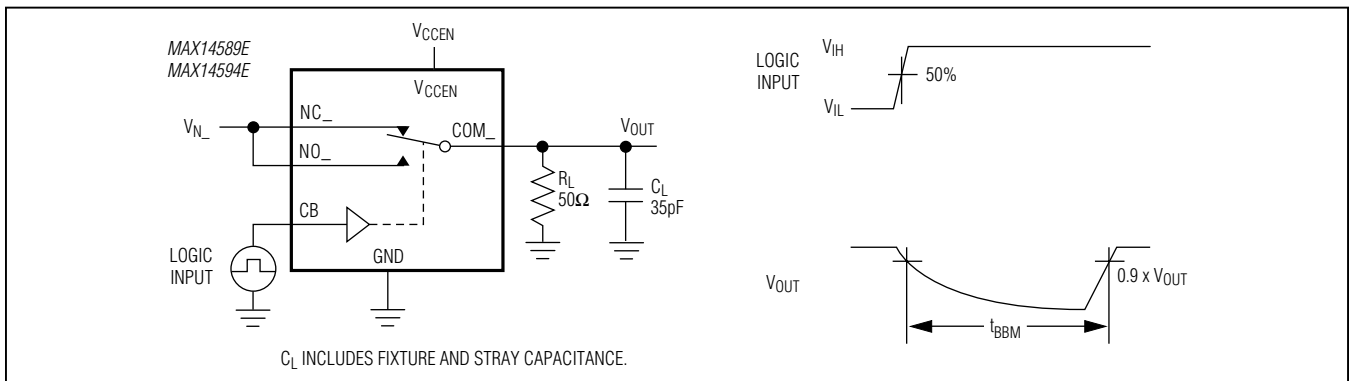 MAX14589E
MAX14594E
VCCEN
VCCEN
VN_
NC_
NO_
COM_
VOUT
RL
50Ω
CL
35pF
CB
LOGIC
INPUT
GND
CL INCLUDES FIXTURE AND STRAY CAPACITANCE.
LOGIC
INPUT
VIH
50%
VIL
VOUT
0.9 x VOUT
tBBM